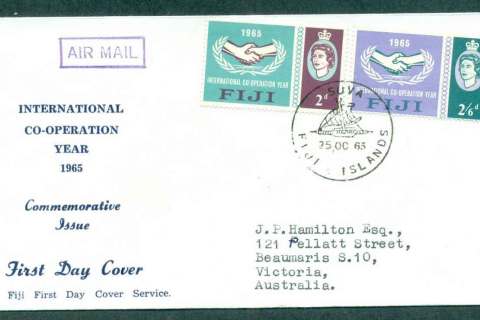 AIR MAIL
1965
INTERNATIONAL CO-OPERATION YEAR
FIJI
2d
1965
INTERNATIONAL CO-OPERATION YEAR
FIJI
2/6d
SUVA
25 OC 65
FIJI ISLANDS
INTERNATIONAL
CO-OPERATION
YEAR
1965
Commemorative
Issue
First Day Cover
Fiji First Day Cover Service.
J.P.Hamilton Esq.,
121 Pellatt Street,
Beaumaris S.10,
Victoria,
Australia.